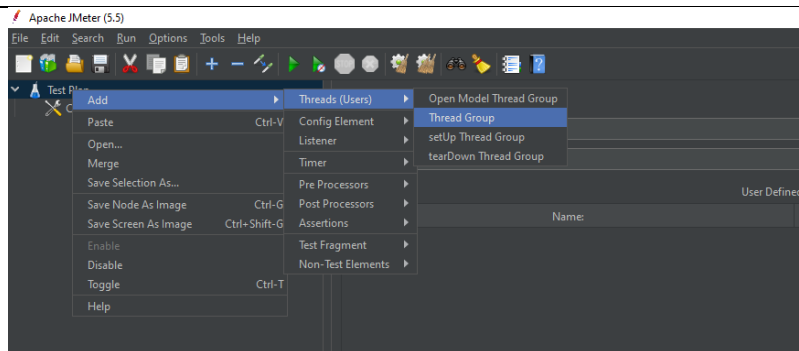 Apache JMeter (5.5)
File Edit Search Run Options Tools Help
Test Plan
Add
Paste Ctrl-V
Open...
Merge
Save Selection As...
Save Node As Image Ctrl-G
Save Screen As Image Ctrl+Shift-G
Enable
Disable
Toggle Ctrl-T
Help
Threads (Users)
Config Element
Listener
Timer
Pre Processors
Post Processors
Assertions
Test Fragment
Non-Test Elements
Open Model Thread Group
Thread Group
setUp Thread Group
tearDown Thread Group
User Define
Name: